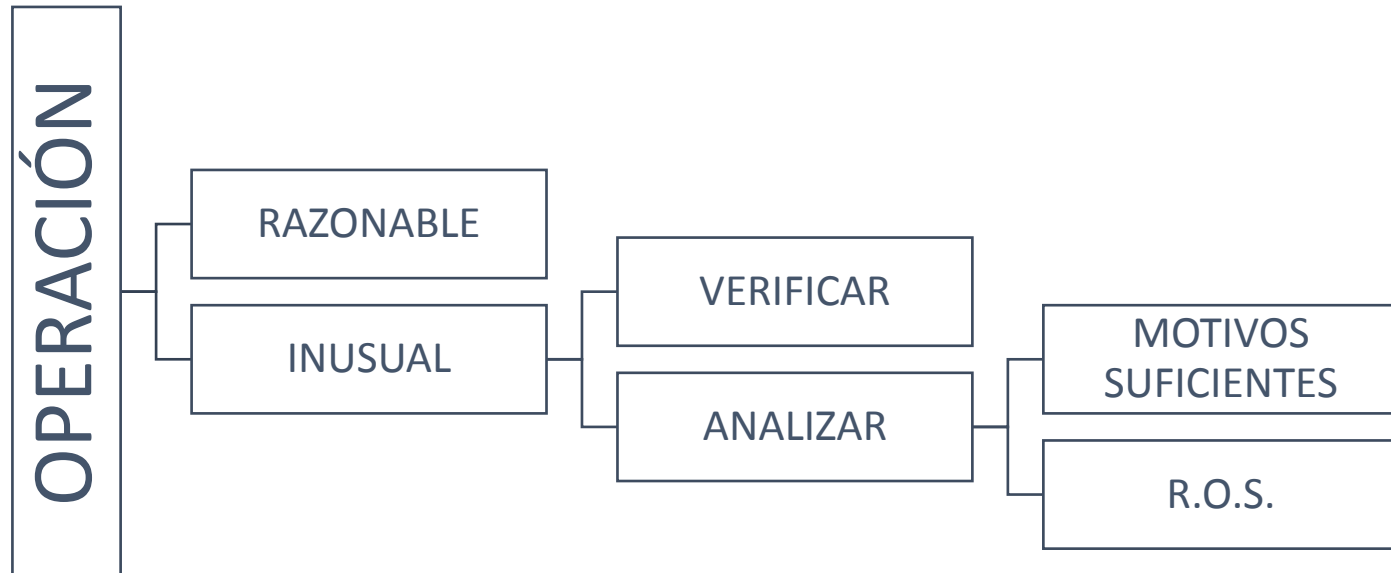 OPERACIÓN
RAZONABLE
INUSUAL
VERIFICAR
ANALIZAR
MOTIVOS
SUFICIENTES
R.O.S.